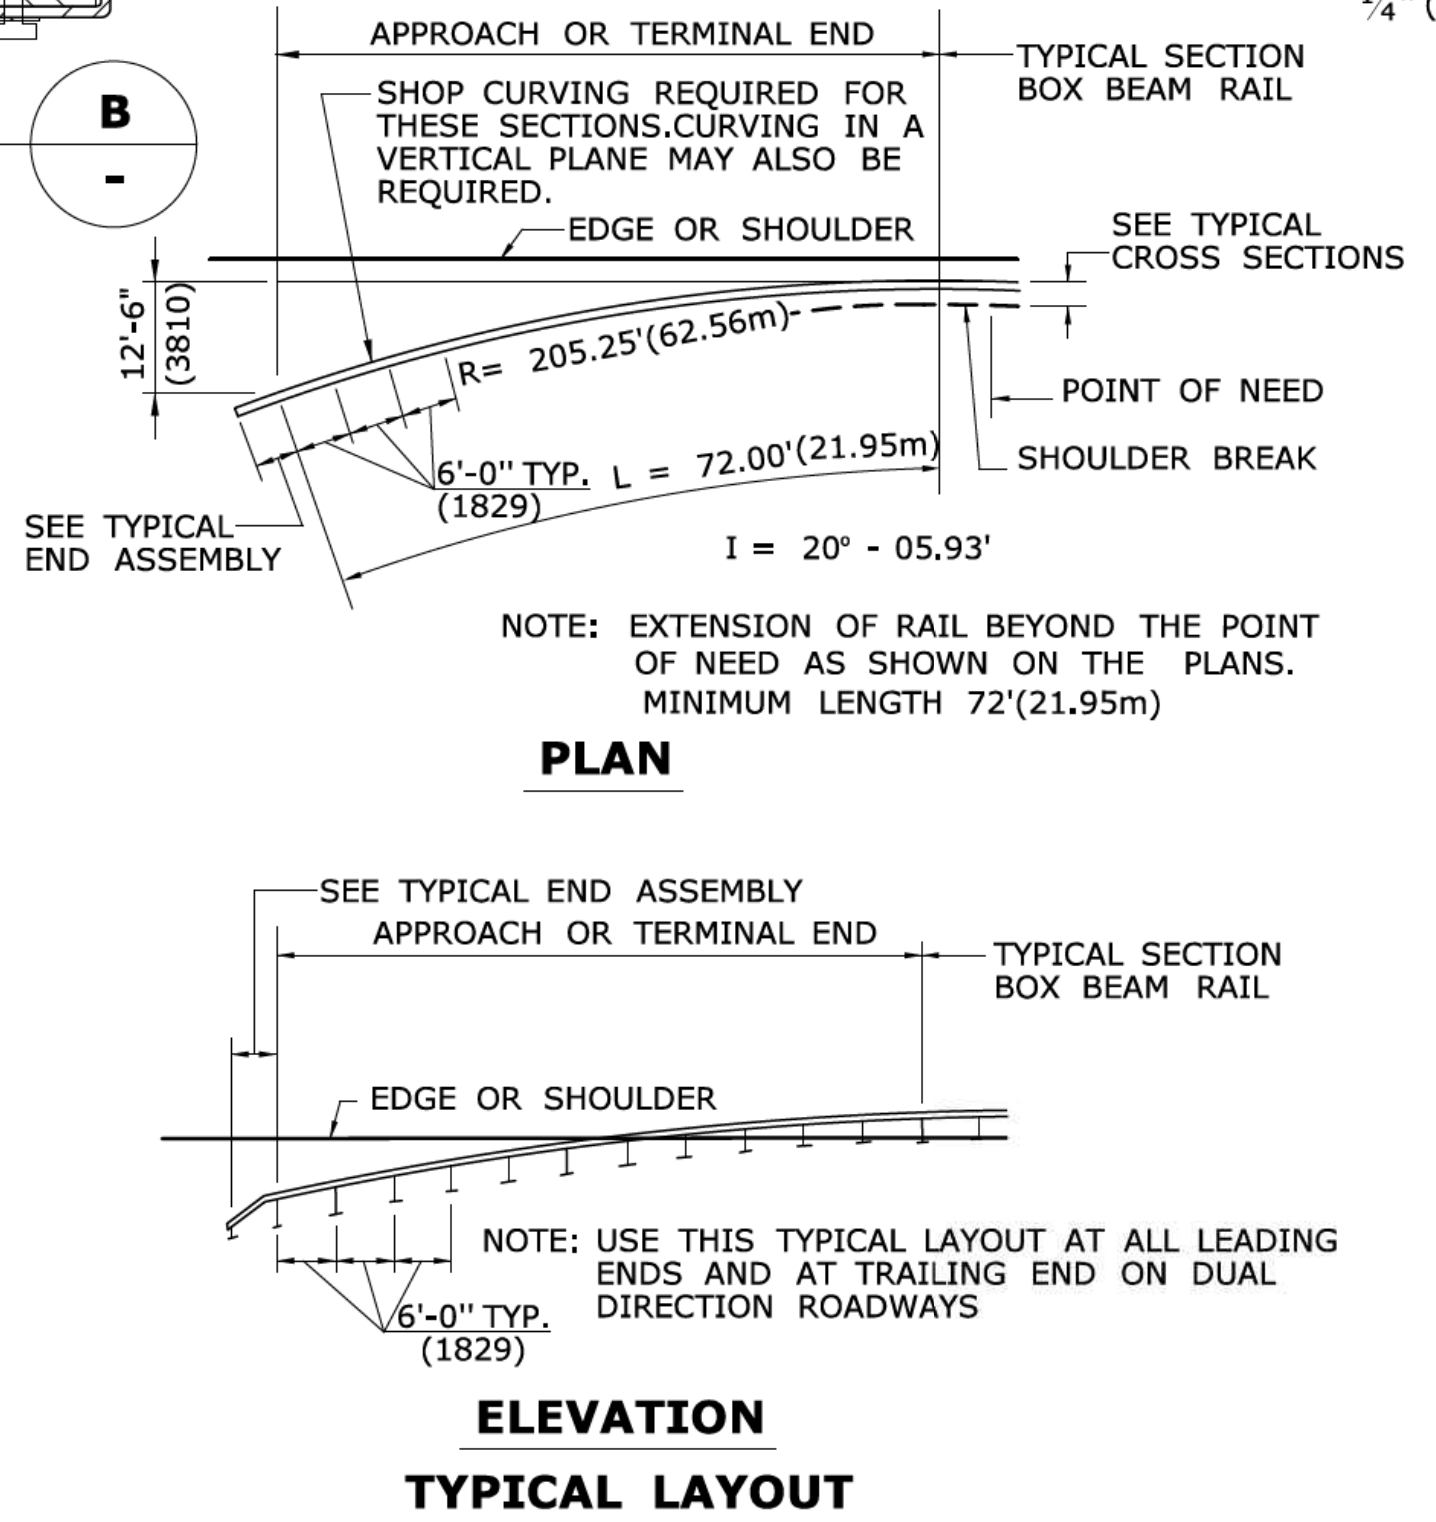 1/4" (
APPROACH OR TERMINAL END
TYPICAL SECTION
BOX BEAM RAIL
B
-
SHOP CURVING REQUIRED FOR
THESE SECTIONS.CURVING IN A
VERTICAL PLANE MAY ALSO BE
REQUIRED.
EDGE OR SHOULDER
SEE TYPICAL
CROSS SECTIONS
12'-6"
(3810)
R= 205.25'(62.56m)
POINT OF NEED
SHOULDER BREAK
6'-0" TYP.
(1829)
L = 72.00'(21.95m)
SEE TYPICAL
END ASSEMBLY
I = 20° - 05.93'
NOTE: EXTENSION OF RAIL BEYOND THE POINT
OF NEED AS SHOWN ON THE PLANS.
MINIMUM LENGTH 72'(21.95m)
PLAN
SEE TYPICAL END ASSEMBLY
APPROACH OR TERMINAL END
TYPICAL SECTION
BOX BEAM RAIL
EDGE OR SHOULDER
NOTE: USE THIS TYPICAL LAYOUT AT ALL LEADING
ENDS AND AT TRAILING END ON DUAL
DIRECTION ROADWAYS
6'-0" TYP.
(1829)
ELEVATION
TYPICAL LAYOUT